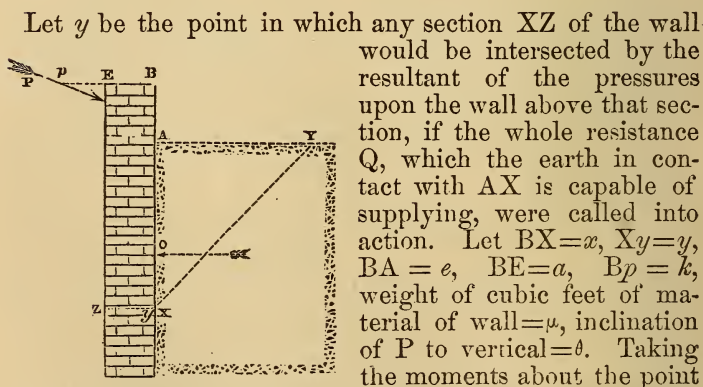 Let y be the point in which any section XZ of the wall
would be intersected by the
resultant of the pressures
upon the wall above that sec-
tion, if the whole resistance
Q, which the earth in con-
tact with AX is capable of
supplying, were called into
action. Let BX=x, Xy=y,
BA = e, BE=a, Bp = k,
weight of cubic feet of ma-
terial of wall=μ, inclination
of P to vertical=θ. Taking
the moments about the point
P p E B
A Y
O
Z y X